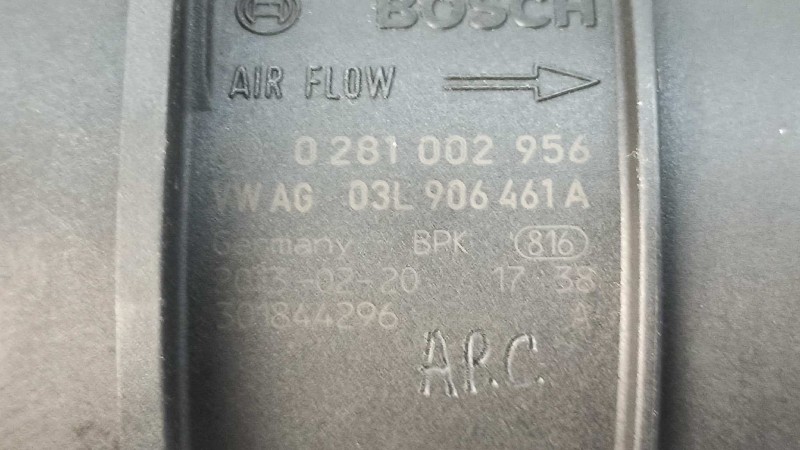 BOSCH
AIR FLOW
0 281 002 956
VW AG 03L 906 461 A
Germany BPK 816
2013-02-20 17:38
301844296 A
A.P.C.